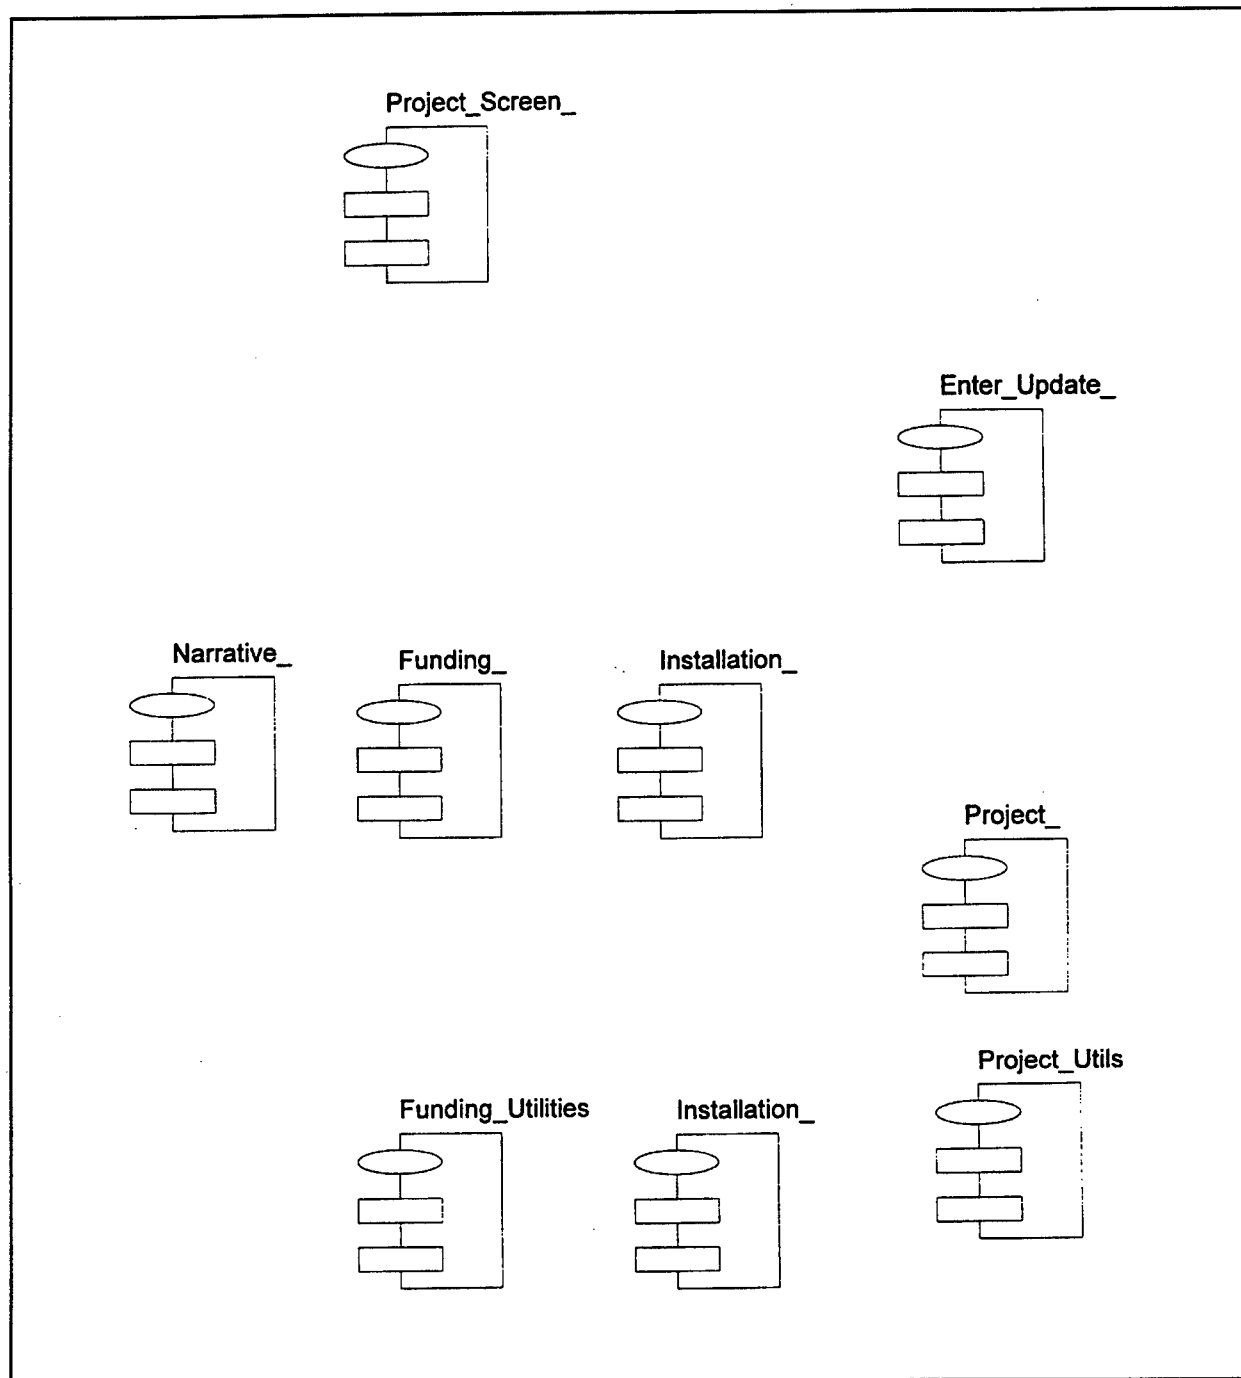 Project_Screen_
Enter_Update_
Narrative_
Funding_
Installation_
Project_
Project_Utils
Funding_Utilities
Installation_